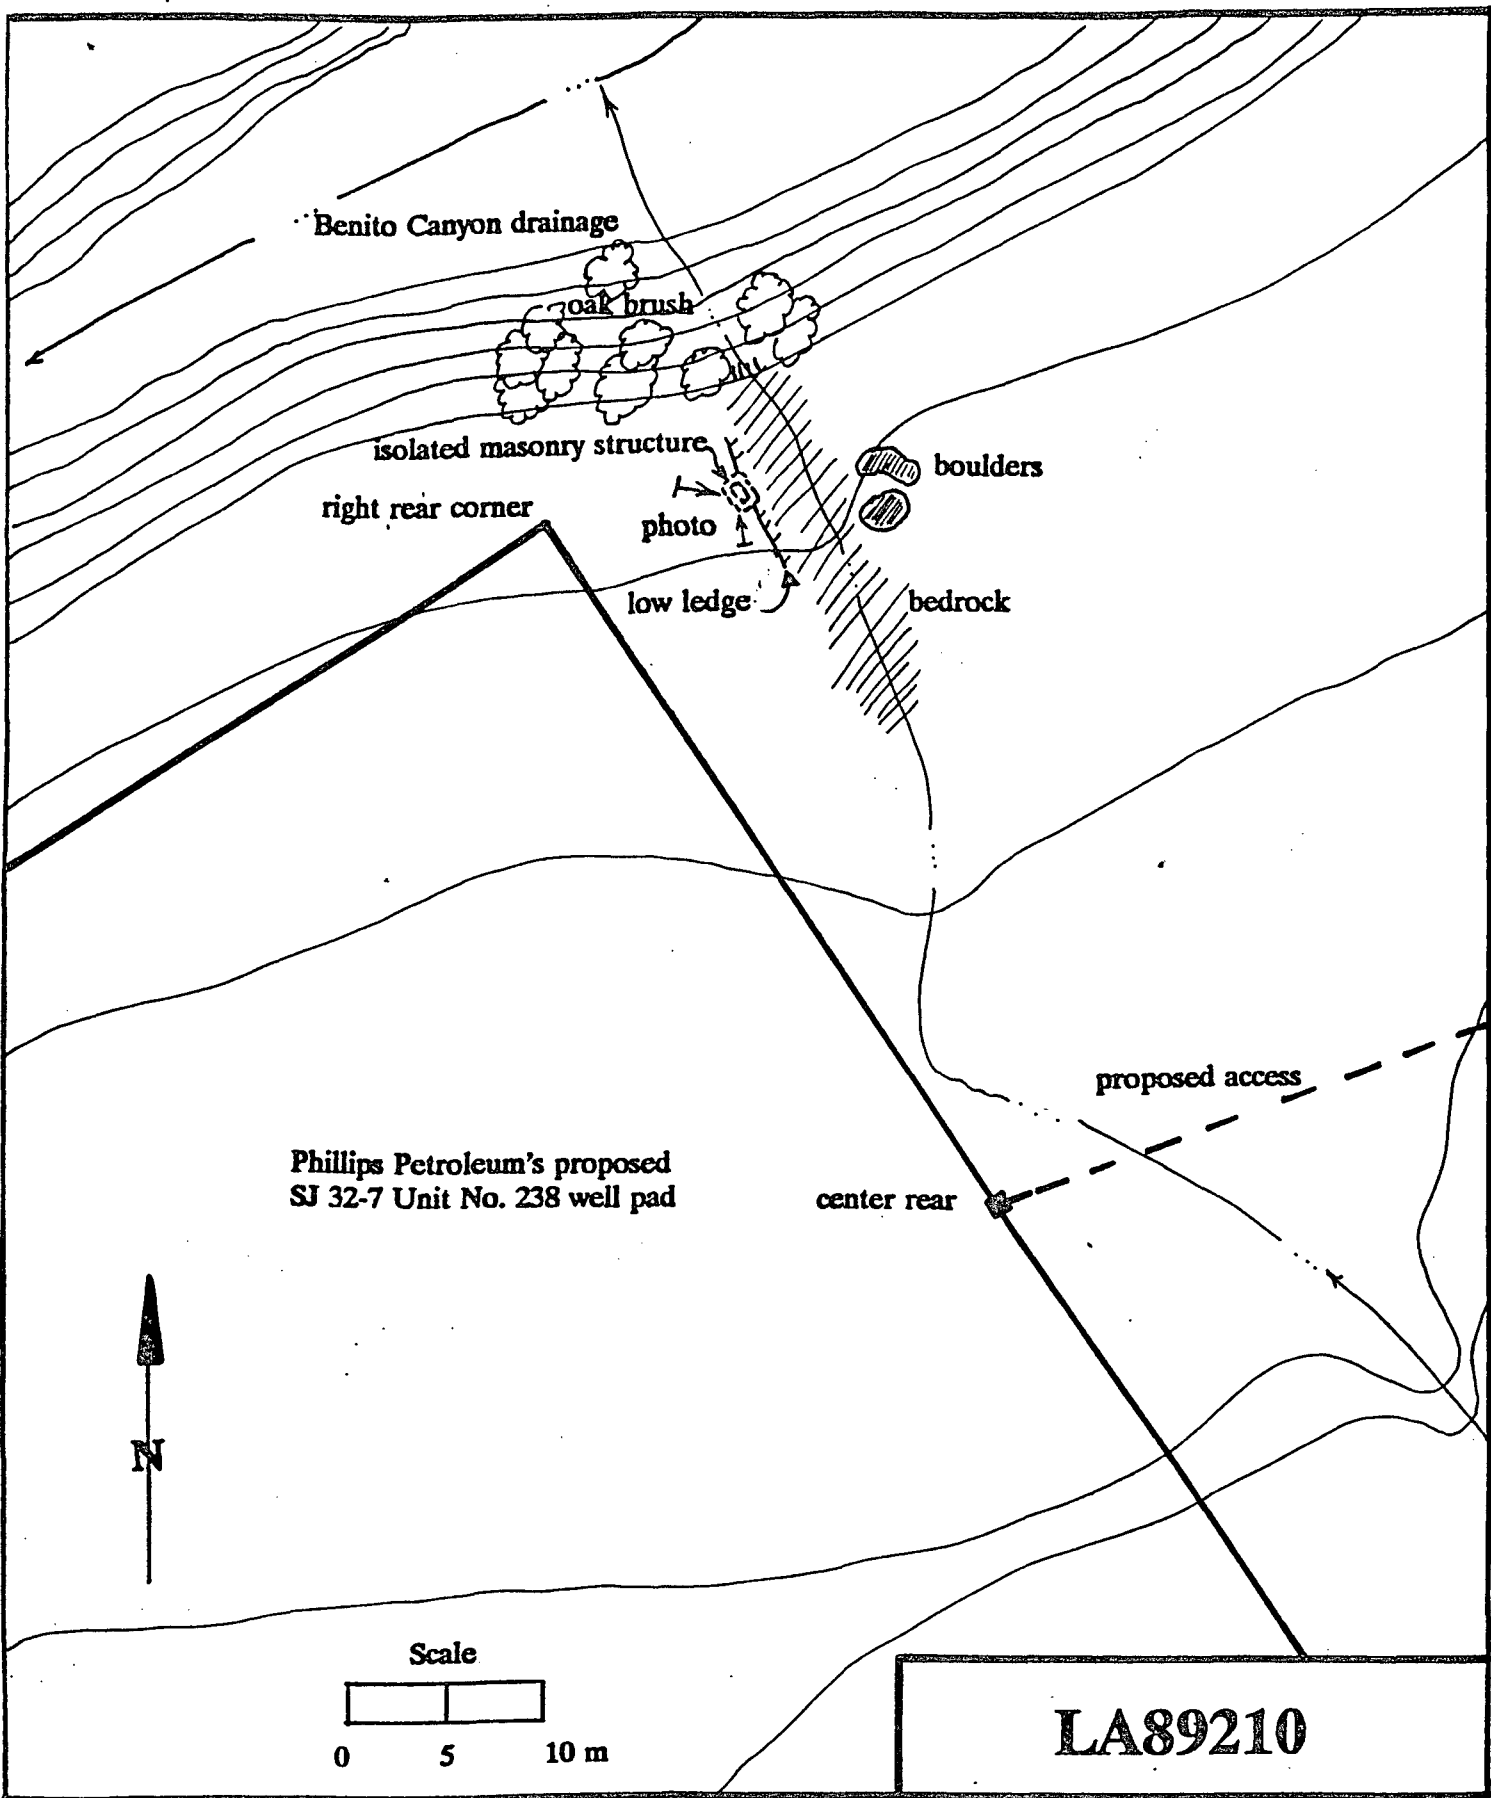 Benito Canyon drainage
oak brush
isolated masonry structure
boulders
right rear corner
photo
low ledge
bedrock
proposed access
Phillips Petroleum's proposed
SJ 32-7 Unit No. 238 well pad
center rear
N
Scale
0 5 10 m
LA89210